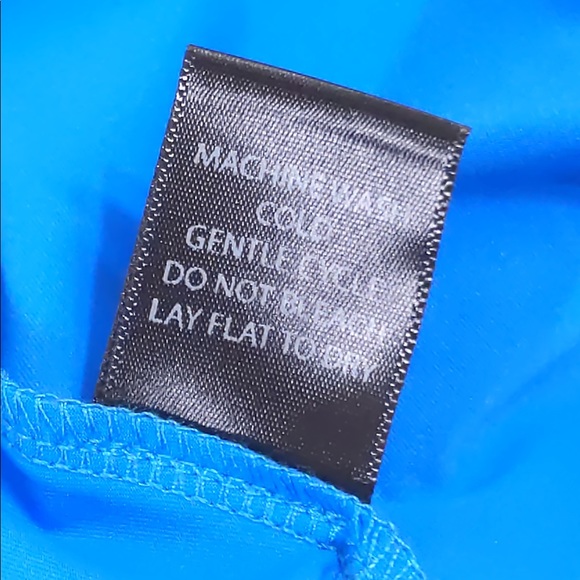 MACHINE WASH
COLD
GENTLE CYCLE
DO NOT BLEACH
LAY FLAT TO DRY